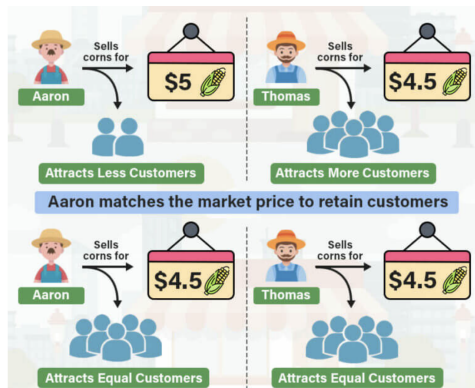 Sells
corns for
$5
Aaron
Attracts Less Customers
Sells
corns for
$4.5
Thomas
Attracts More Customers
Aaron matches the market price to retain customers
Sells
corns for
$4.5
Aaron
Attracts Equal Customers
Sells
corns for
$4.5
Thomas
Attracts Equal Customers